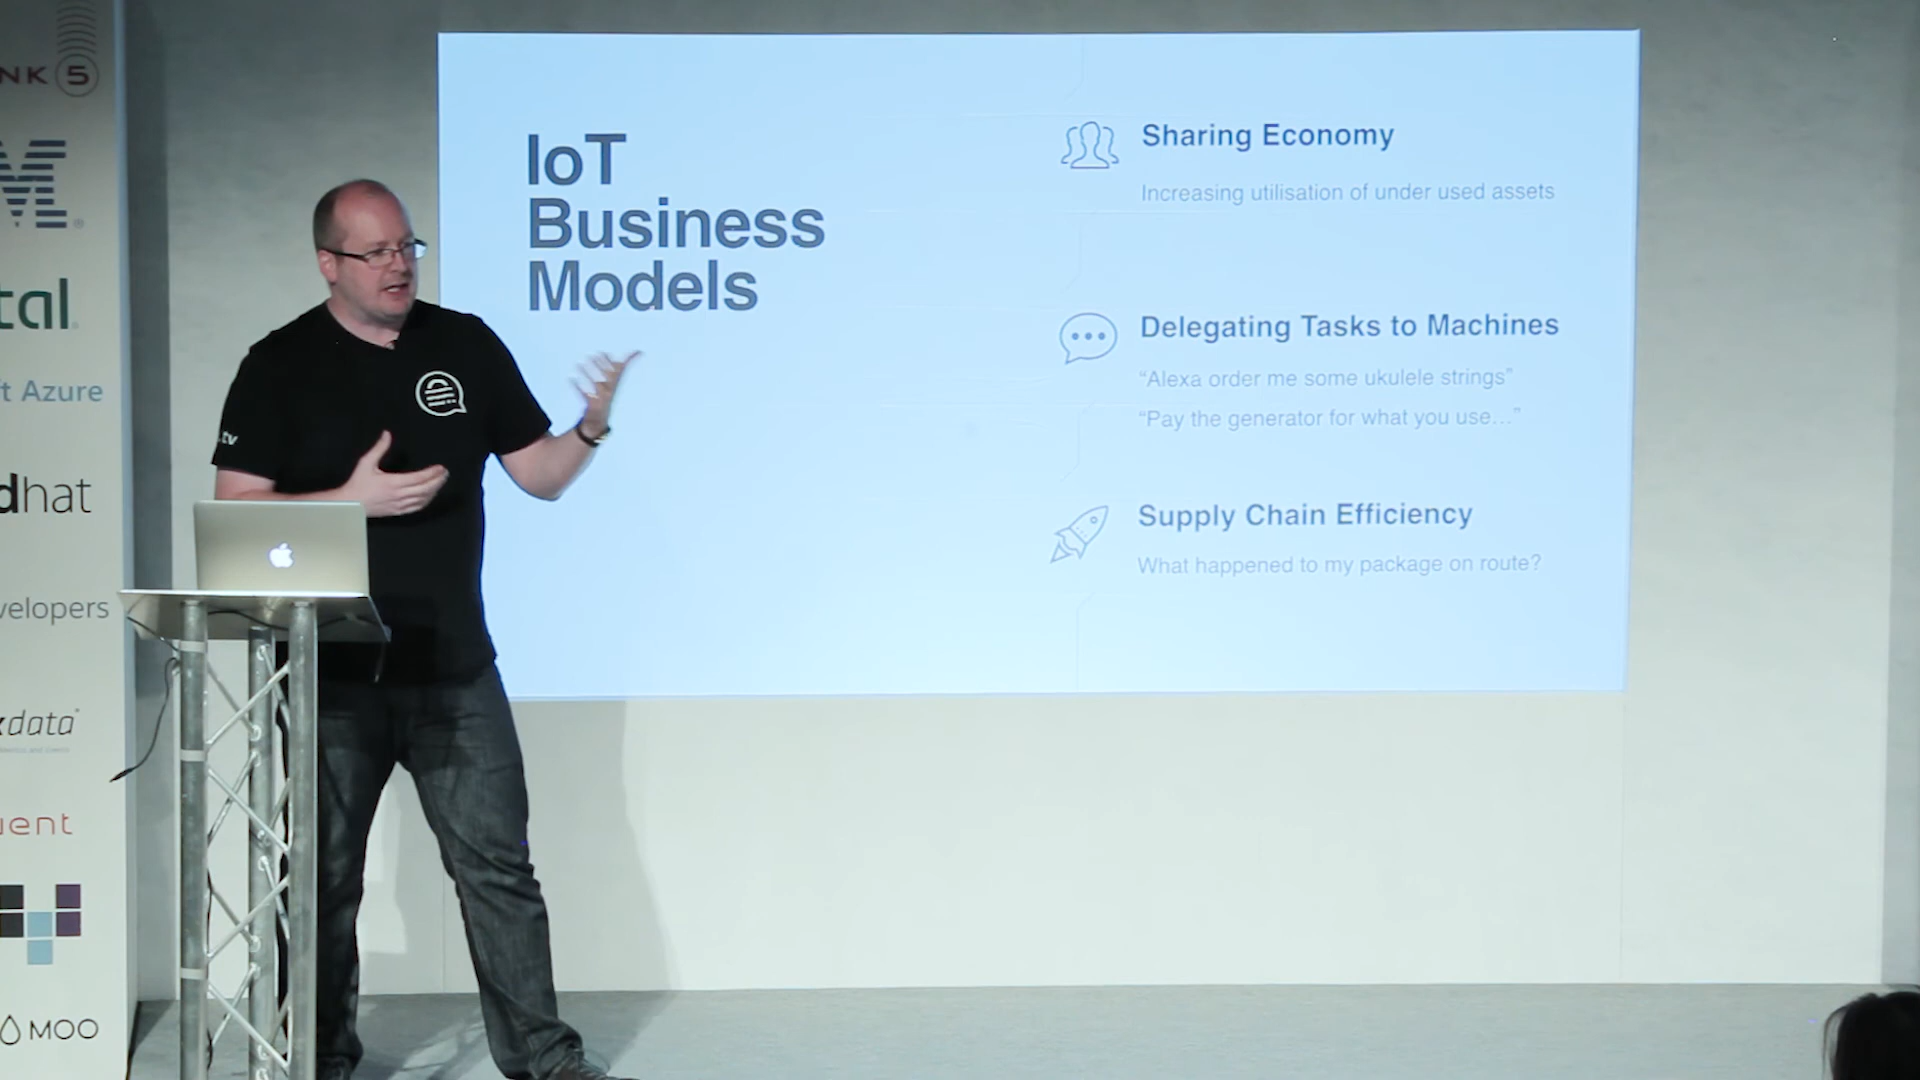 NK 5
M
tal
t Azure
dhat
velopers
data
uent
MOO
.tv
IoT
Business
Models
Sharing Economy
Increasing utilisation of under used assets
Delegating Tasks to Machines
“Alexa order me some ukulele strings”
“Pay the generator for what you use...”
Supply Chain Efficiency
What happened to my package on route?